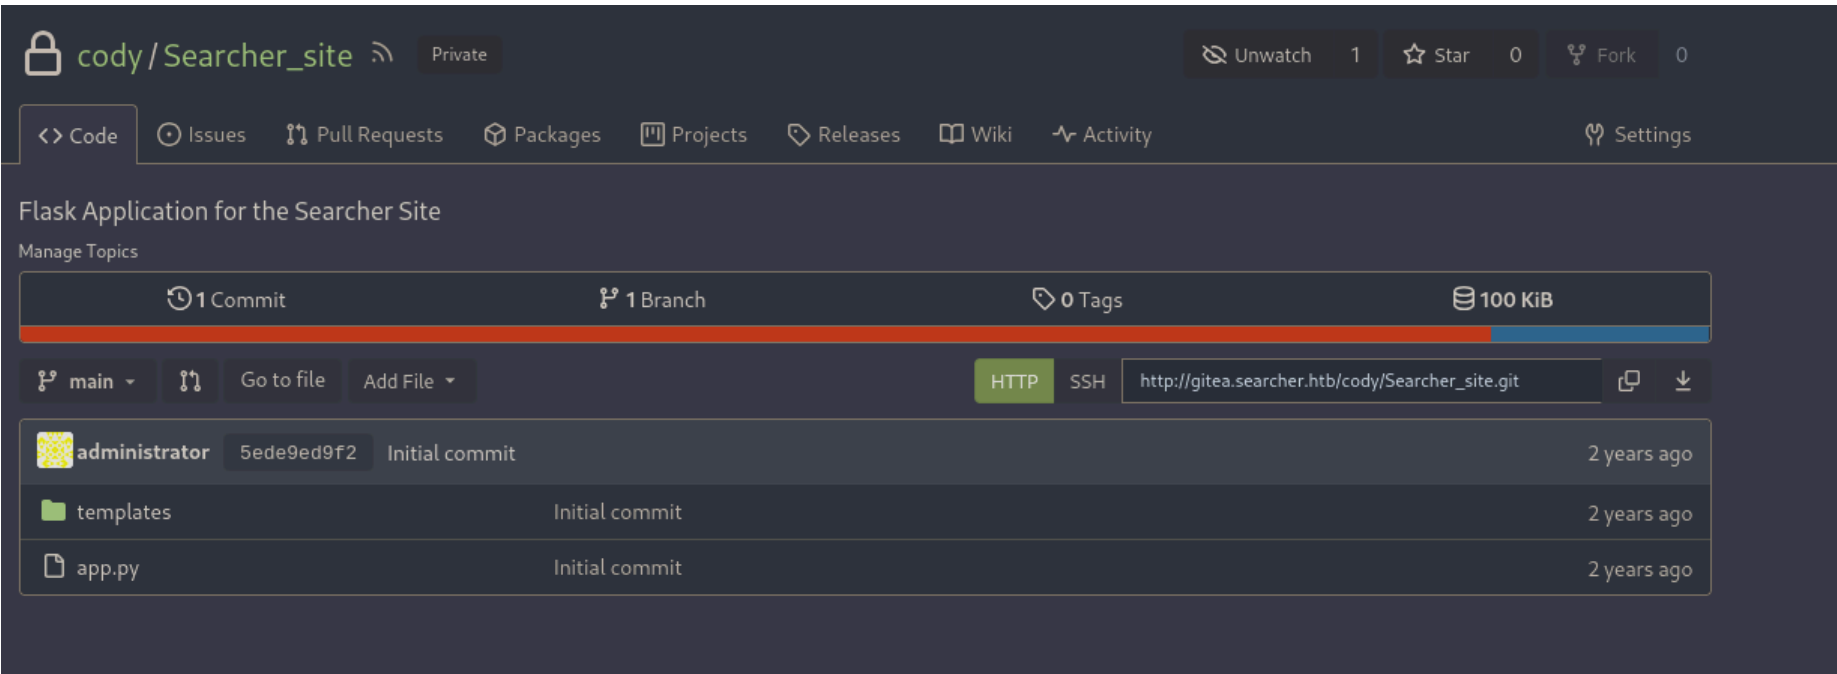 cody/Searcher_site Private Unwatch 1 Star 0 Fork 0
Code Issues Pull Requests Packages Projects Releases Wiki Activity Settings
Flask Application for the Searcher Site
Manage Topics
1 Commit 1 Branch 0 Tags 100 KiB
main Go to file Add File HTTP SSH http://gitea.searcher.htb/cody/Searcher_site.git
administrator 5ede9ed9f2 Initial commit 2 years ago
templates Initial commit 2 years ago
app.py Initial commit 2 years ago